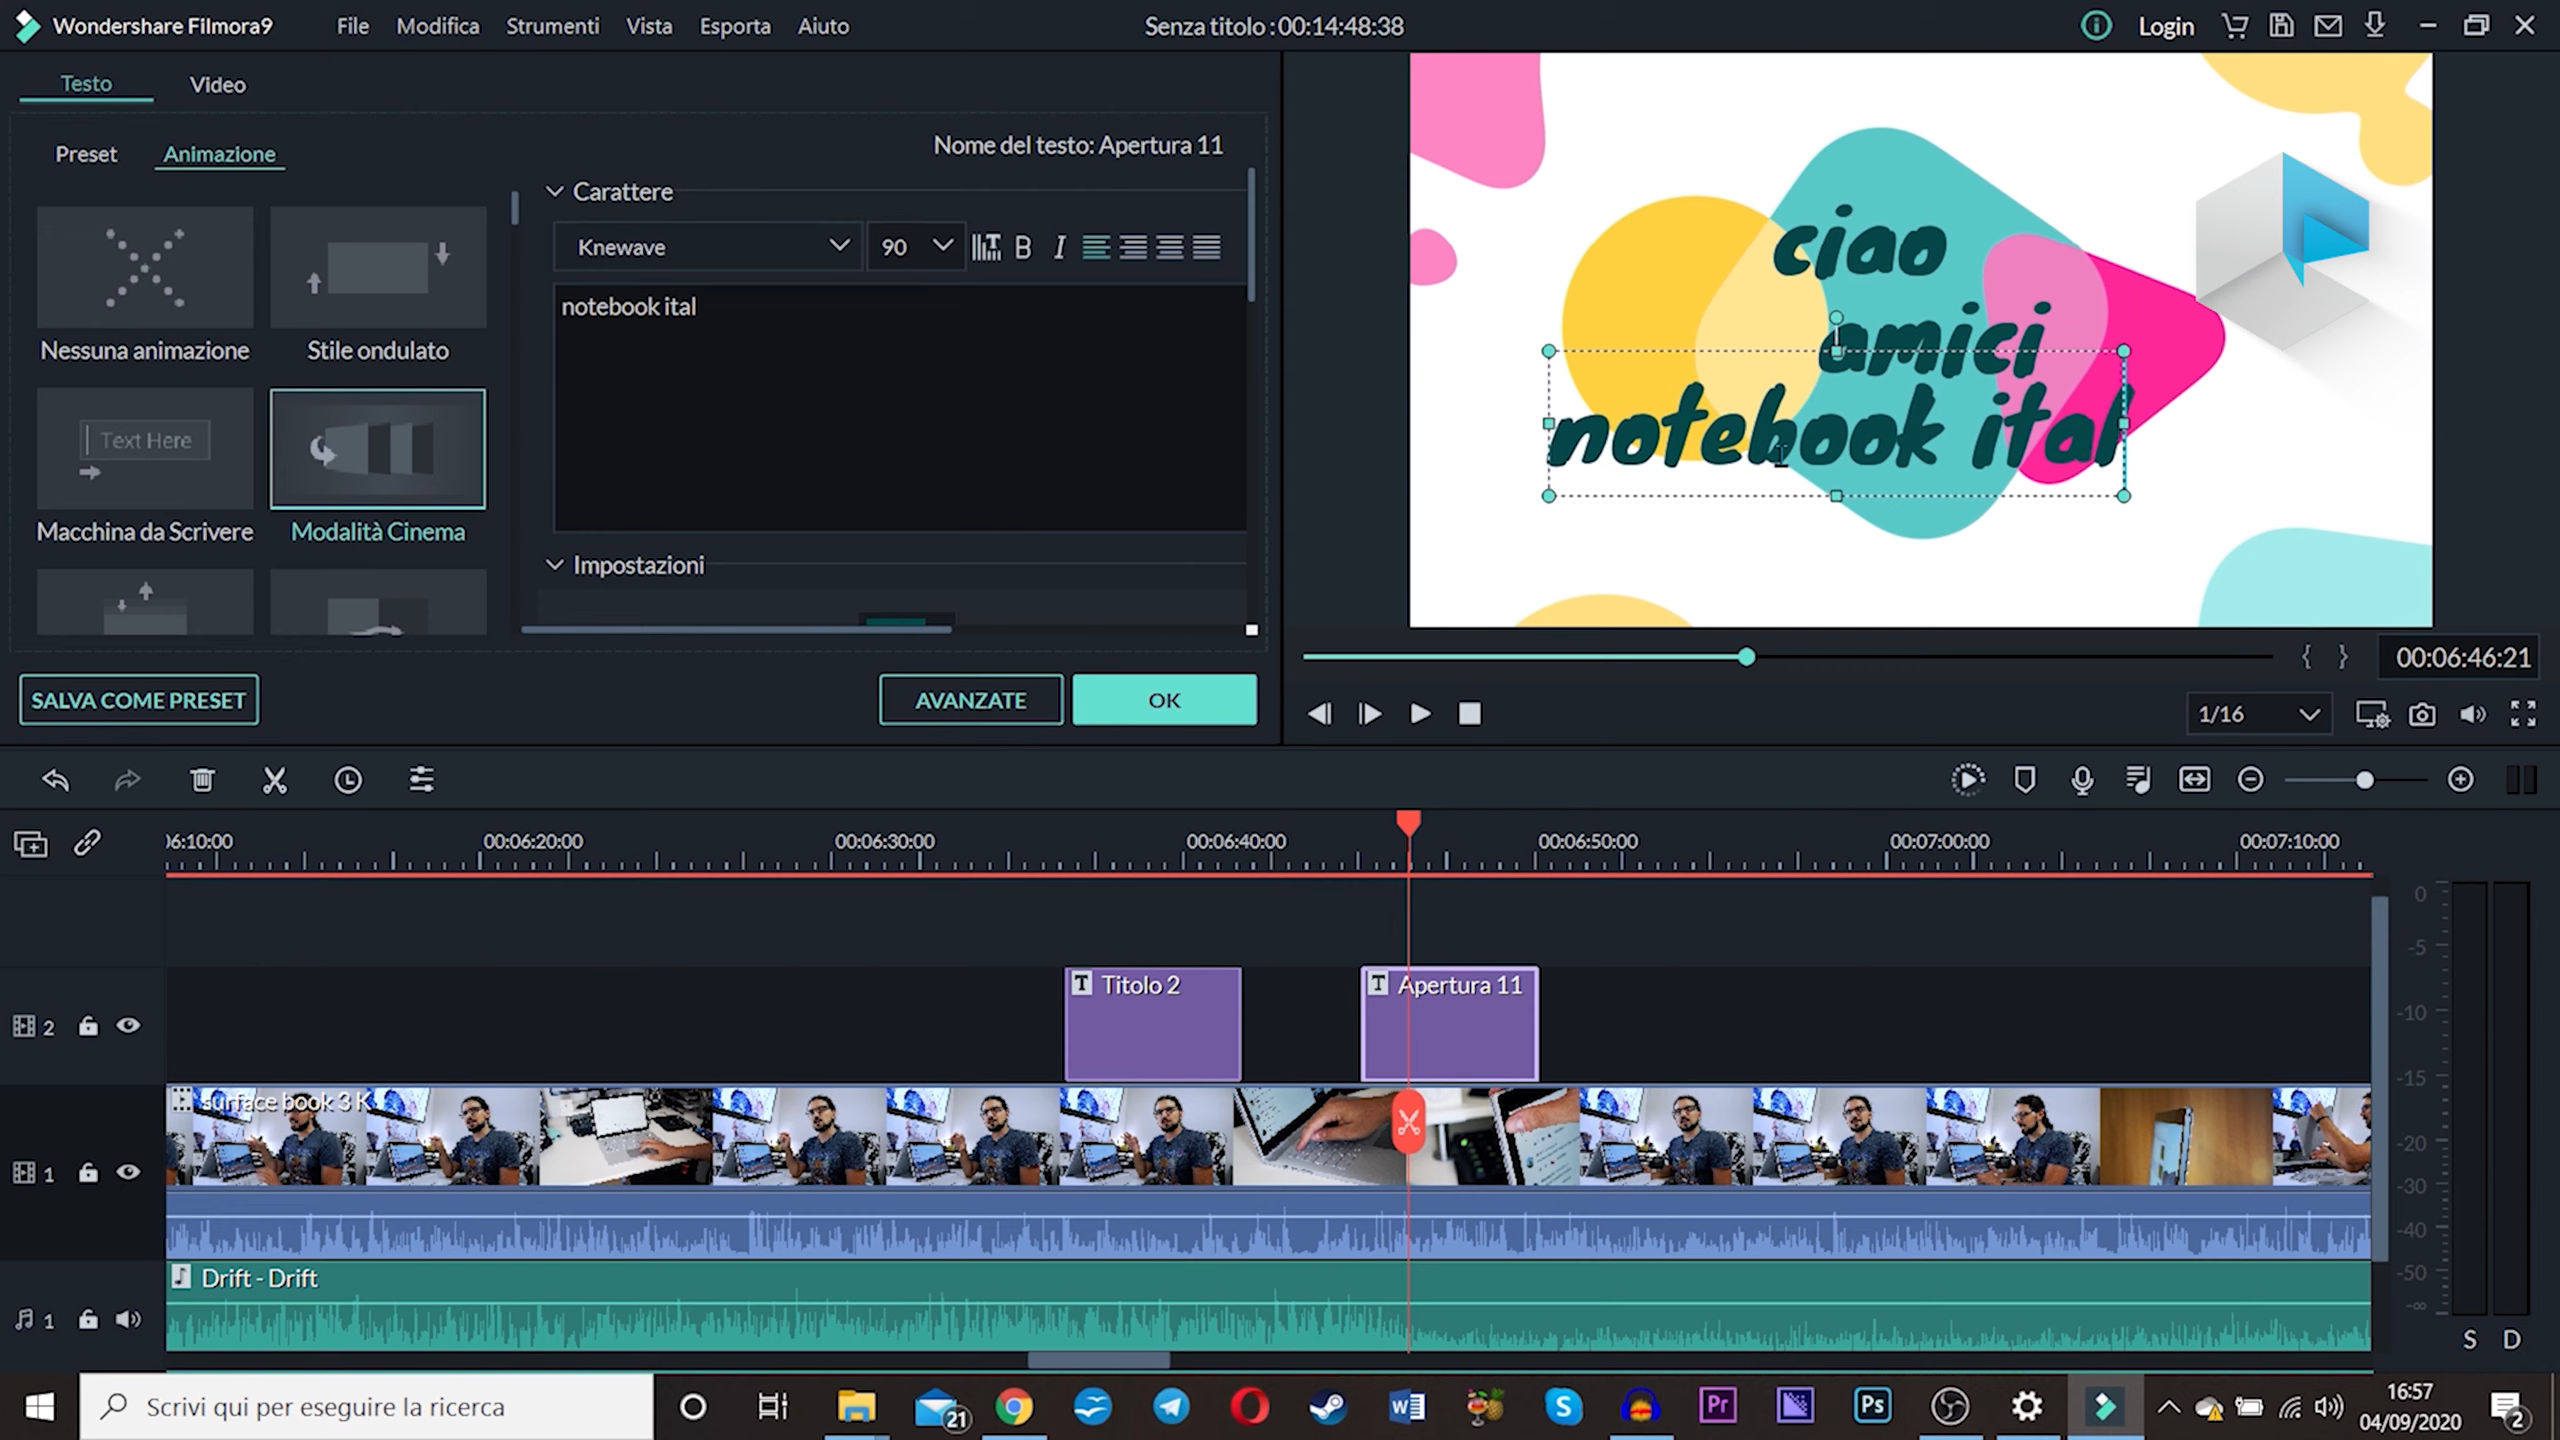 Wondershare Filmora9
File Modifica Strumenti Vista Esporta Aiuto
Senza titolo : 00:14:48:38
Login
Testo Video
Preset Animazione
Nome del testo: Apertura 11
Carattere
Knewave
90
B I
notebook ital
Nessuna animazione
Stile ondulato
Text Here
Macchina da Scrivere
Modalità Cinema
Impostazioni
SALVA COME PRESET
AVANZATE
OK
ciao
amici
notebook ital
{ }
00:06:46:21
1/16
06:10:00 00:06:20:00 00:06:30:00 00:06:40:00 00:06:50:00 00:07:00:00 00:07:10:00
T Titolo 2
T Apertura 11
2
surface book 3 K
1
Drift - Drift
1
0
-5
-10
-15
-20
-30
-40
-50
-∞
S D
Scrivi qui per eseguire la ricerca
21
W
S
Pr
Ps
16:57
04/09/2020
2